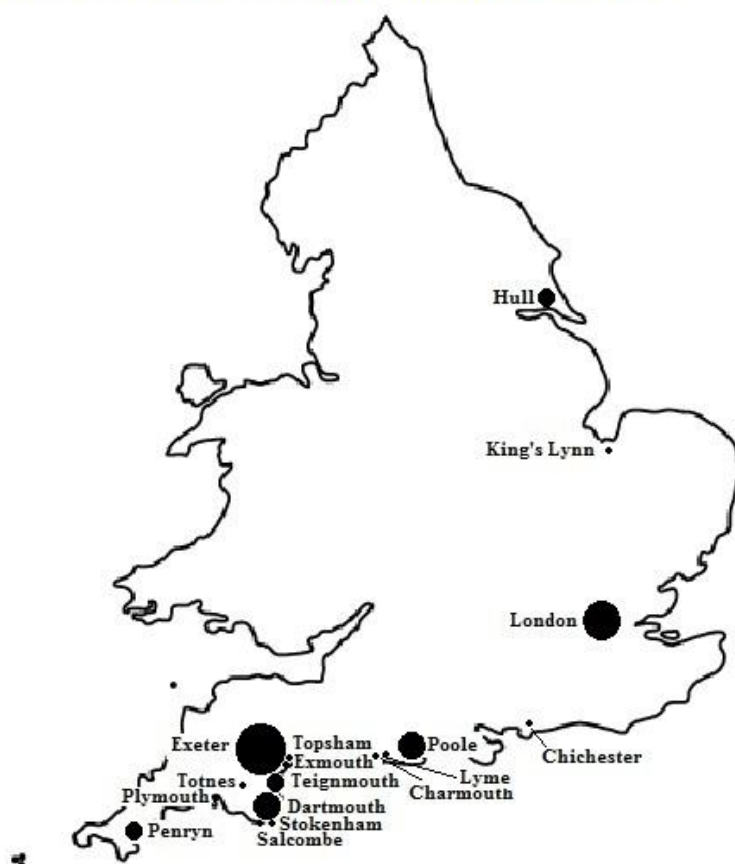 Hull
King's Lynn
London
Exeter
Topsham
Poole
Exmouth
Chichester
Totnes
Teignmouth
Lyme
Charmouth
Plymouth
Dartmouth
Penryn
Stokenham
Salcombe